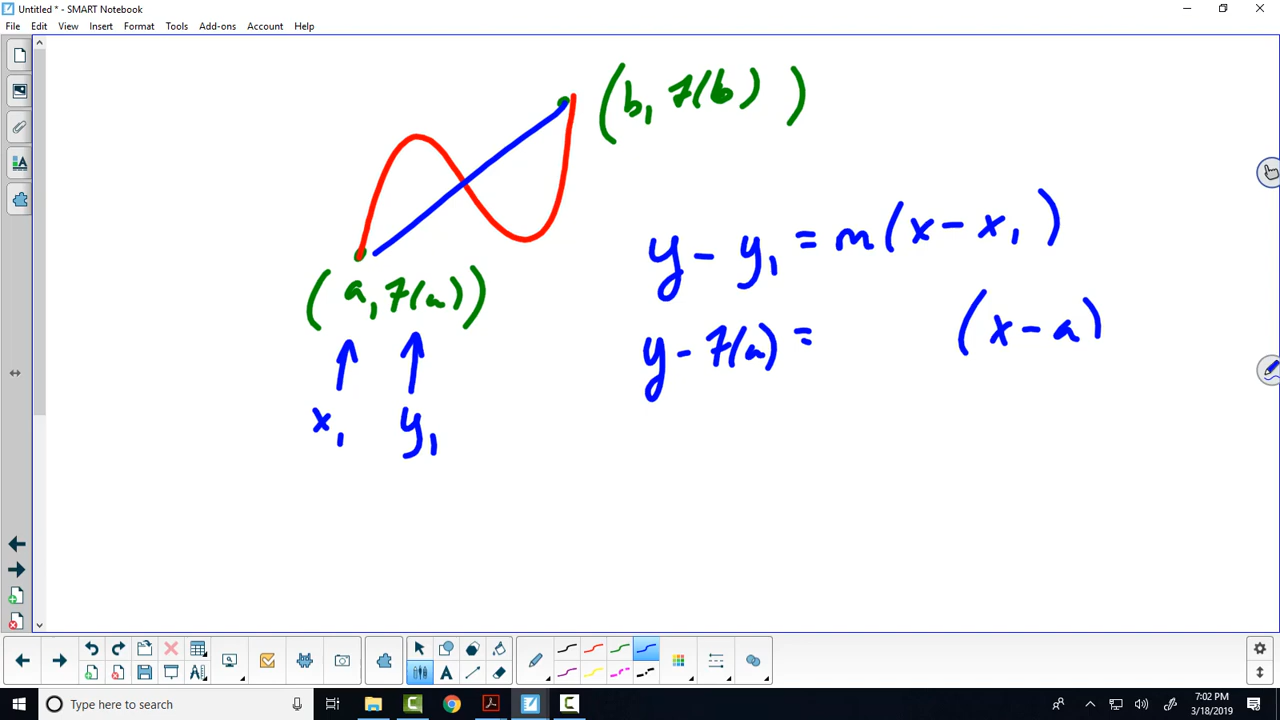 Untitled * - SMART Notebook
File Edit View Insert Format Tools Add-ons Account Help
(b, f(b) )
y - y₁ = m(x - x₁)
(a, f(a))
y - f(a) = (x - a)
x₁ y₁
Type here to search
7:02 PM
3/18/2019